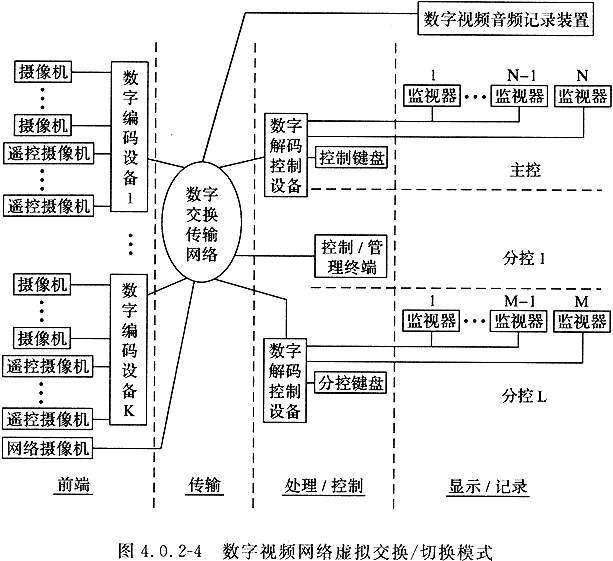 数字视频音频记录装置
摄像机
摄像机
遥控摄像机
遥控摄像机
数字编码设备1
摄像机
摄像机
遥控摄像机
遥控摄像机
数字编码设备K
网络摄像机
数字
交换
传输
网络
数字
解码
控制
设备
控制键盘
1
N-1
N
监视器
监视器
监视器
主控
控制/管
理终端
分控1
数字
解码
控制
设备
分控键盘
1
M-1
M
监视器
监视器
监视器
分控L
前端
传输
处理/控制
显示/记录
图 4.0.2-4 数字视频网络虚拟交换/切换模式